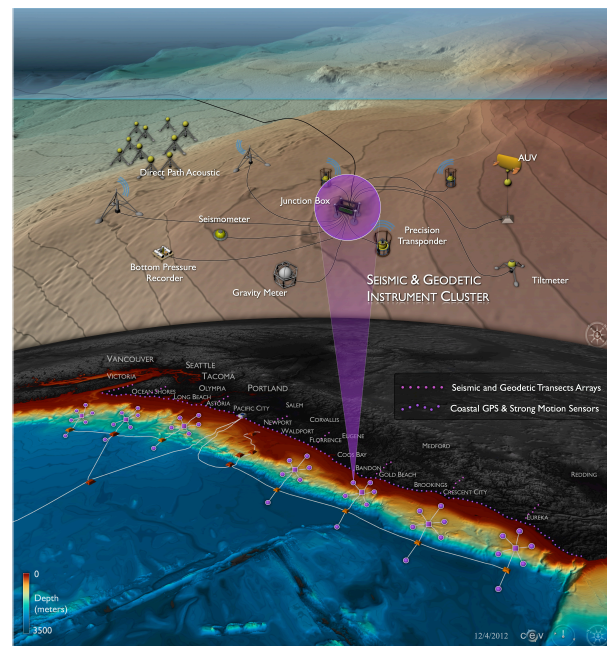 AUV
Direct Path Acoustic
Junction Box
Seismometer
Precision
Transponder
Bottom Pressure
Recorder
Gravity Meter
Tiltmeter
SEISMIC & GEODETIC
INSTRUMENT CLUSTER
VANCOUVER
SEATTLE
VICTORIA
TACOMA
Seismic and Geodetic Transects Arrays
OCEAN SHORES
OLYMPIA
PORTLAND
LONG BEACH
ASTORIA
PACIFIC CITY
SALEM
Coastal GPS & Strong Motion Sensors
NEWPORT
CORVALLIS
WALDPORT
FLORRENCE
EUGENE
MEDFORD
COOS BAY
BANDON
GOLD BEACH
REDDING
BROOKINGS
CRESCENT CITY
EUREKA
0
Depth
(meters)
3500
12/4/2012
cev